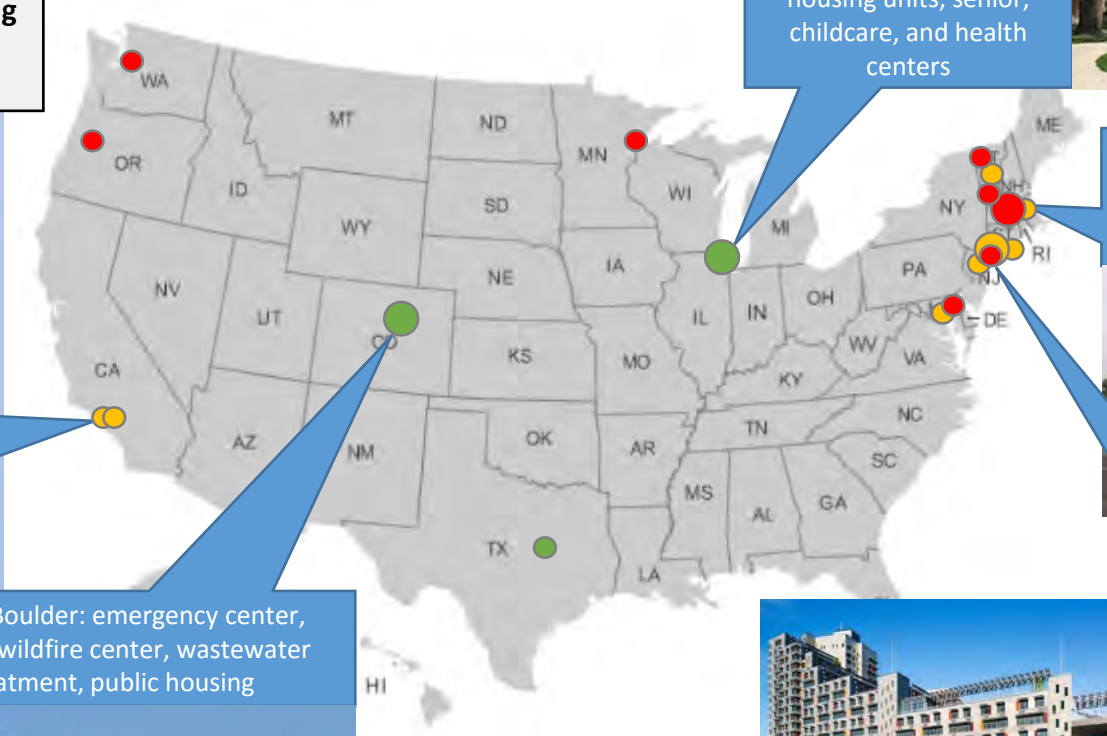 g
housing units, senior,
childcare, and health
centers
WA
MT
ND
MN
ME
OR
ID
WI
NH
WY
SD
NY
MI
RI
IA
PA
NE
NJ
NV
OH
UT
IL
IN
DE
CO
WV
KS
MO
VA
CA
KY
NC
TN
AZ
NM
OK
AR
SC
MS
GA
AL
TX
LA
Boulder: emergency center,
wildfire center, wastewater
atment, public housing
HI